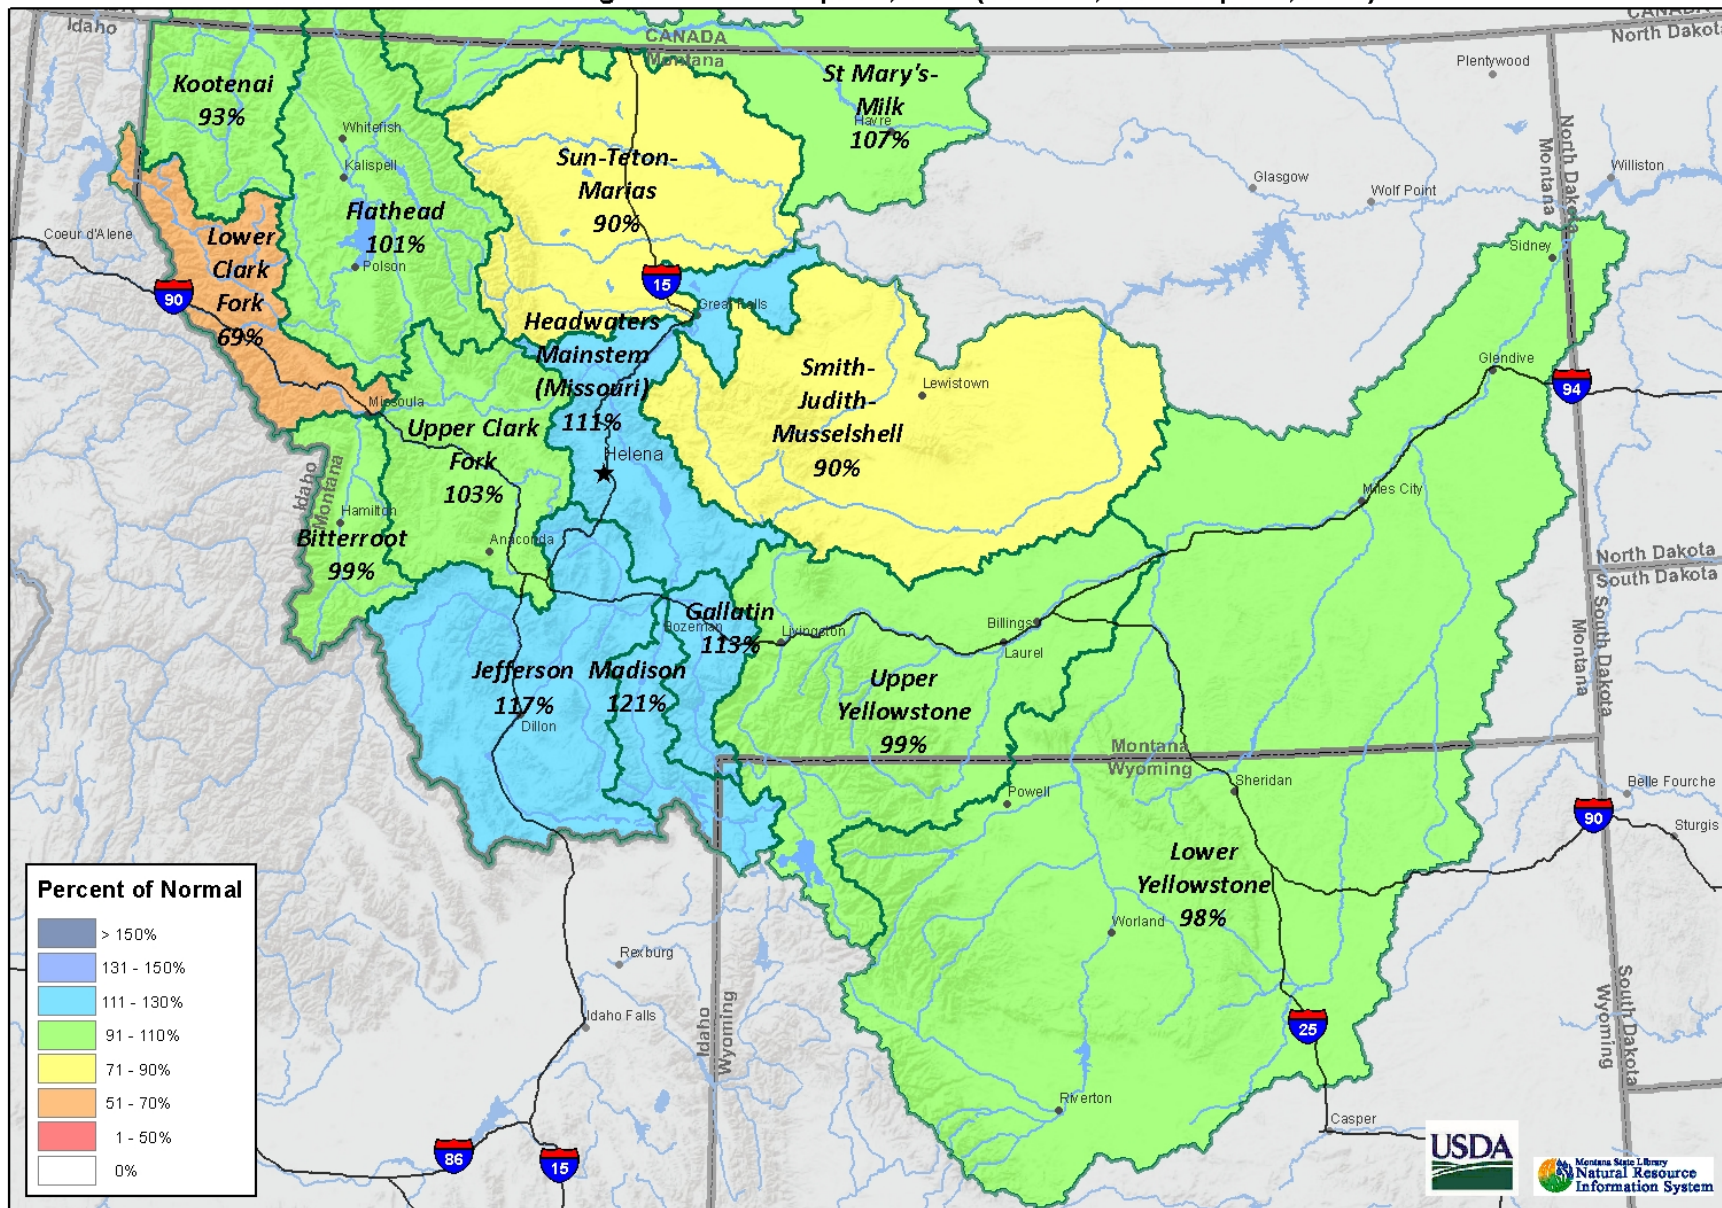 Idaho
CANADA
Montana
CANADA
North Dakota
Kootenai
93%
St Mary's-
Milk
107%
Havre
Plentywood
Whitefish
Kalispell
Sun-Teton-
Marias
90%
North Dakota
Montana
Williston
Glasgow
Wolf Point
Flathead
101%
Polson
Coeur d'Alene
Lower
Clark
Fork
69%
90
15
Great Falls
Sidney
Headwaters
Mainstem
(Missouri)
111%
Helena
Smith-
Judith-
Musselshell
90%
Lewistown
Glendive
94
Missoula
Upper Clark
Fork
103%
Idaho
Montana
Hamilton
Bitterroot
99%
Anaconda
Miles City
North Dakota
South Dakota
South Dakota
Montana
Gallatin
113%
Bozeman
Livingston
Billings
Laurel
Jefferson
117%
Dillon
Madison
121%
Upper
Yellowstone
99%
Montana
Wyoming
Powell
Sheridan
Belle Fourche
90
Sturgis
Lower
Yellowstone
98%
Worland
Rexburg
Idaho Falls
Idaho
Wyoming
South Dakota
Wyoming
25
Riverton
Casper
86
15
Percent of Normal
> 150%
131 - 150%
111 - 130%
91 - 110%
71 - 90%
51 - 70%
1 - 50%
0%
USDA
Montana State Library
Natural Resource
Information System